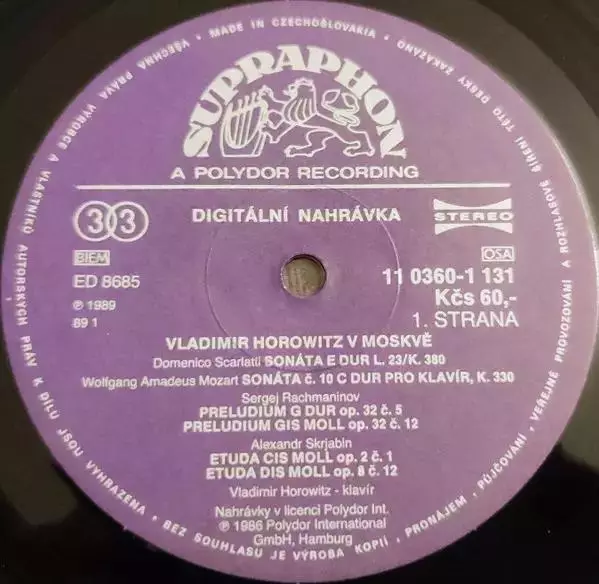 MADE IN CZECHOSLOVAKIA
VŠECHNA PRÁVA VÝROBCE A VLASTNÍKŮ AUTORSKÝCH PRÁV K DÍLU JSOU VYHRAZENA • BEZ SOUHLASU JE VÝROBA KOPIÍ, PRONÁJEM, PŮJČOVÁNÍ, VEŘEJNÉ PROVOZOVÁNÍ A ROZHLASOVÉ ŠÍŘENÍ TÉTO DESKY ZAKÁZÁNO
SUPRAPHON
A POLYDOR RECORDING
33 DIGITÁLNÍ NAHRÁVKA STEREO
BIEM OSA
ED 8685 11 0360-1 131
℗ 1989 Kčs 60,-
89 1 1. STRANA
VLADIMIR HOROWITZ V MOSKVĚ
Domenico Scarlatti SONÁTA E DUR L. 23/K. 380
Wolfgang Amadeus Mozart SONÁTA č. 10 C DUR PRO KLAVÍR, K. 330
Sergej Rachmaninov
PRELUDIUM G DUR op. 32 č. 5
PRELUDIUM GIS MOLL op. 32 č. 12
Alexandr Skrjabin
ETUDA CIS MOLL op. 2 č. 1
ETUDA DIS MOLL op. 8 č. 12
Vladimir Horowitz - klavír
Nahrávky v licenci Polydor Int.
℗ 1986 Polydor International
GmbH, Hamburg